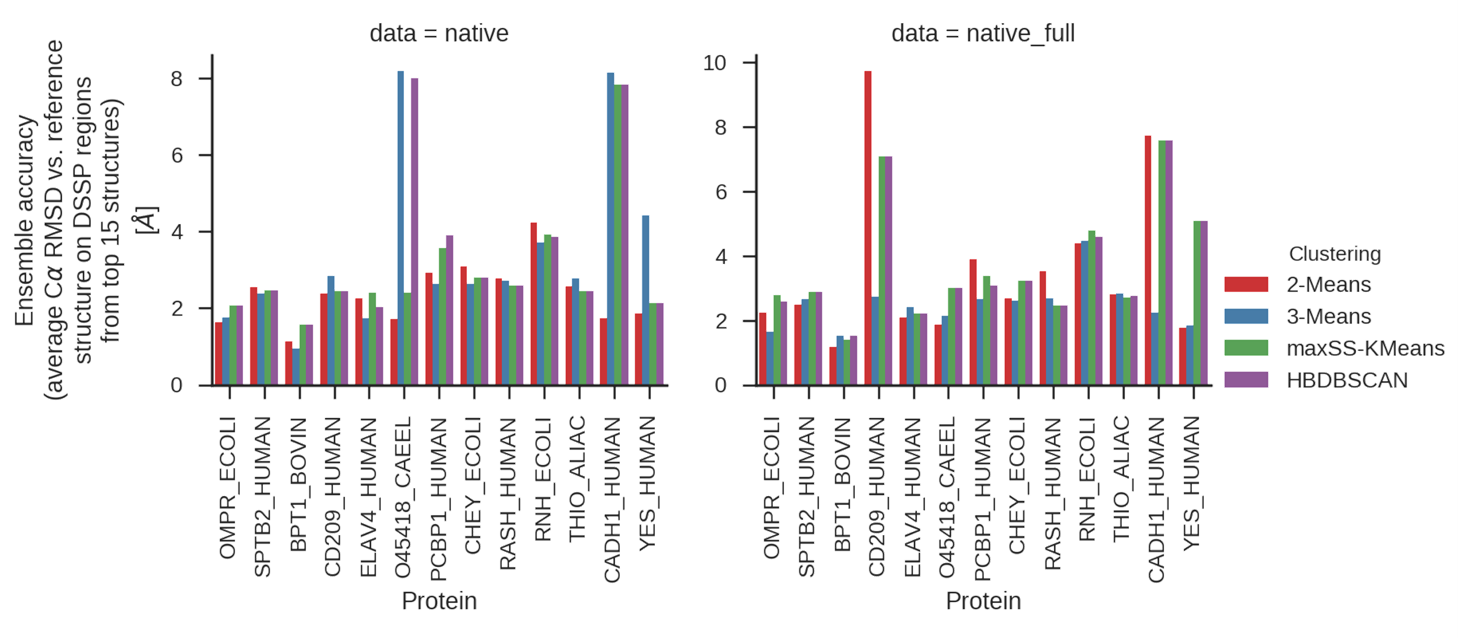 data = native
data = native_full
Ensemble accuracy
(average Cα RMSD vs. reference
structure on DSSP regions
from top 15 structures)
[Å]
8
6
4
2
0
10
8
6
4
2
0
OMPR_ECOLI
SPTB2_HUMAN
BPT1_BOVIN
CD209_HUMAN
ELAV4_HUMAN
O45418_CAEEL
PCBP1_HUMAN
CHEY_ECOLI
RASH_HUMAN
RNH_ECOLI
THIO_ALIAC
CADH1_HUMAN
YES_HUMAN
Protein
OMPR_ECOLI
SPTB2_HUMAN
BPT1_BOVIN
CD209_HUMAN
ELAV4_HUMAN
O45418_CAEEL
PCBP1_HUMAN
CHEY_ECOLI
RASH_HUMAN
RNH_ECOLI
THIO_ALIAC
CADH1_HUMAN
YES_HUMAN
Protein
Clustering
2-Means
3-Means
maxSS-KMeans
HBDBSCAN